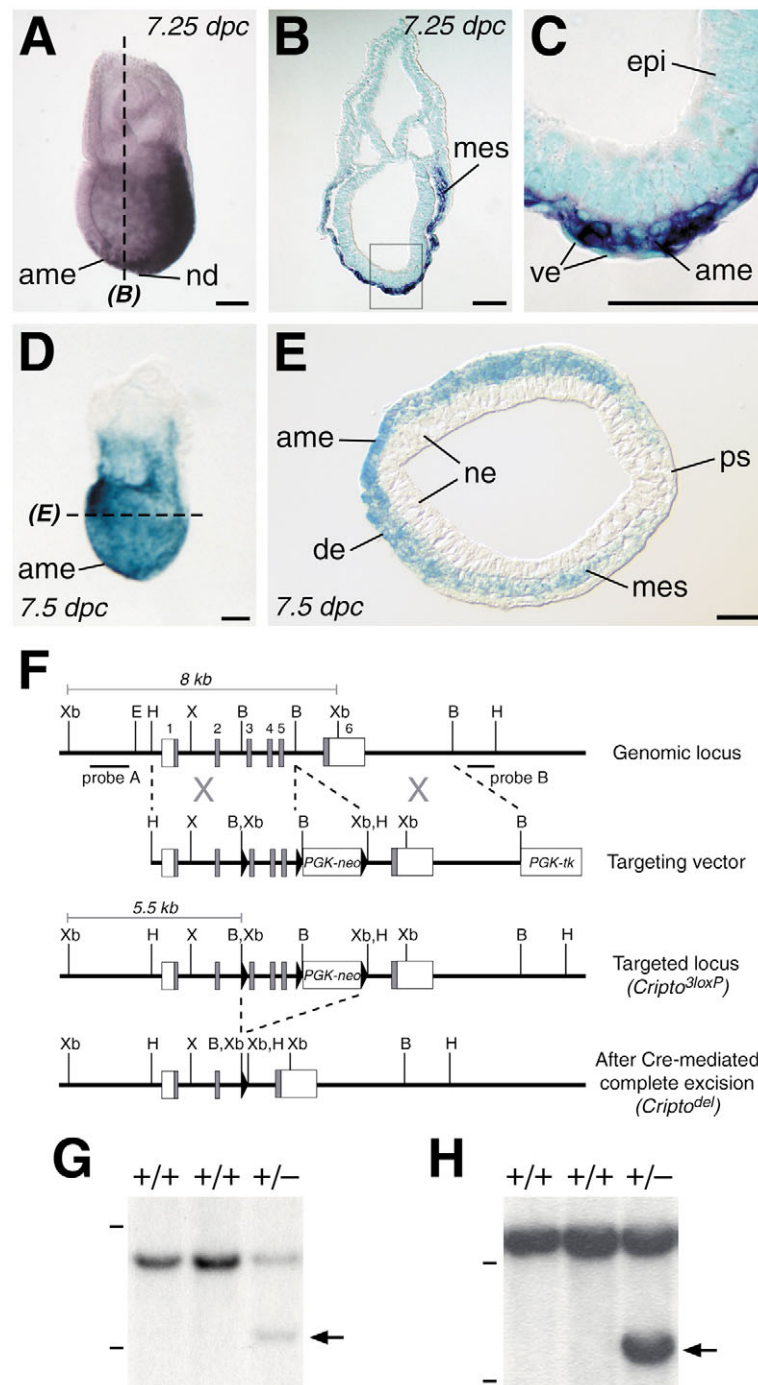 A
7.25 dpc
ame
nd
(B)
B
7.25 dpc
mes
C
epi
ve
ame
D
(E)
ame
7.5 dpc
E
ame
ne
ps
de
mes
7.5 dpc
F
8 kb
Xb E H X B B Xb B H
1 2 3 4 5 6
Genomic locus
probe A
probe B
X X
H X B,Xb B Xb,H Xb B
PGK-neo
PGK-tk
Targeting vector
5.5 kb
Xb H X B,Xb B Xb,H Xb B H
PGK-neo
Targeted locus
(Cripto3loxP)
Xb H X B,Xb Xb,H Xb B H
After Cre-mediated
complete excision
(Criptodel)
G
+/+ +/+ +/−
H
+/+ +/+ +/−